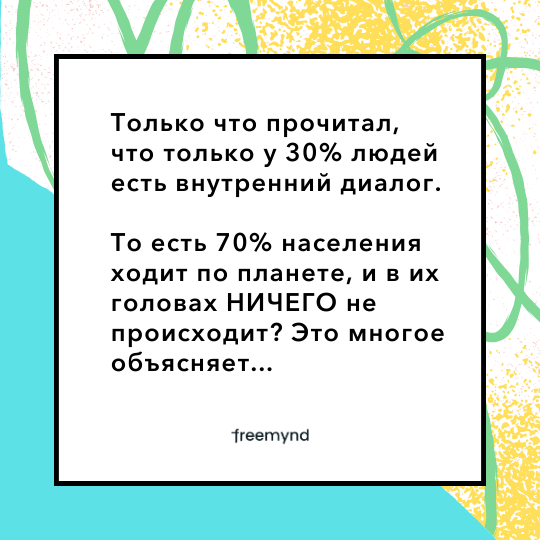 Только что прочитал,
что только у 30% людей
есть внутренний диалог.
То есть 70% населения
ходит по планете, и в их
головах НИЧЕГО не
происходит? Это многое
объясняет...
freemynd